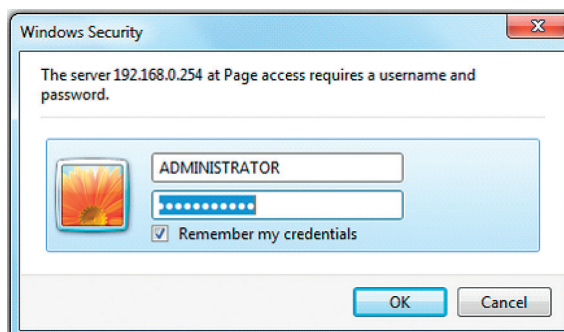 Windows Security
The server 192.168.0.254 at Page access requires a username and
password.
ADMINISTRATOR
•••••••••••
Remember my credentials
OK
Cancel